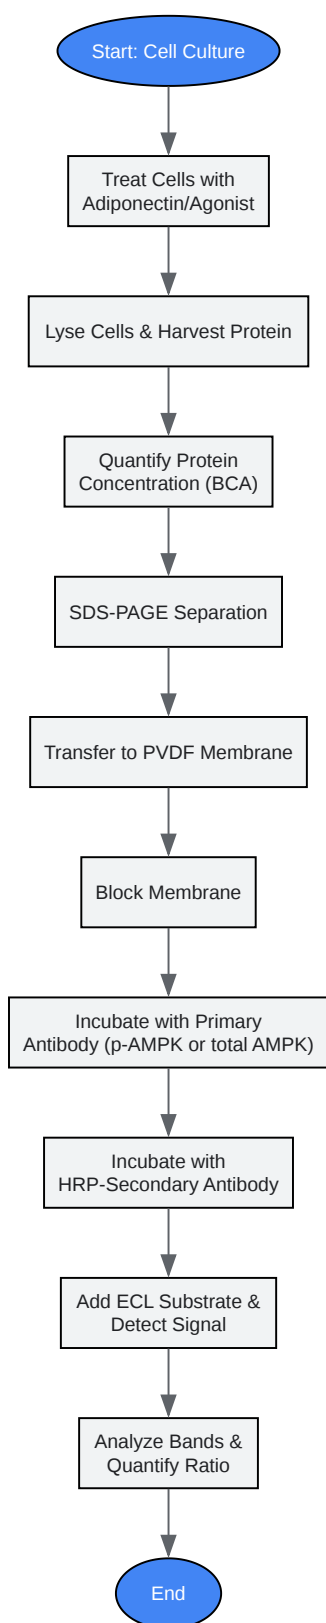 Start: Cell Culture
Treat Cells with
Adiponectin/Agonist
Lyse Cells & Harvest Protein
Quantify Protein
Concentration (BCA)
SDS-PAGE Separation
Transfer to PVDF Membrane
Block Membrane
Incubate with Primary
Antibody (p-AMPK or total AMPK)
Incubate with
HRP-Secondary Antibody
Add ECL Substrate &
Detect Signal
Analyze Bands &
Quantify Ratio
End